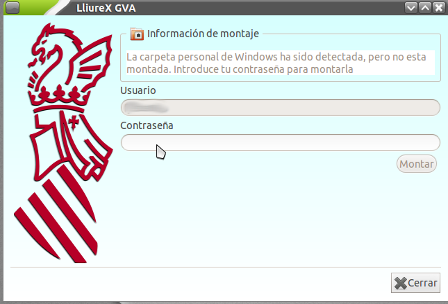 LliureX GVA
Información de montaje
La carpeta personal de Windows ha sido detectada, pero no esta
montada. Introduce tu contraseña para montarla
Usuario
Contraseña
Montar
Cerrar